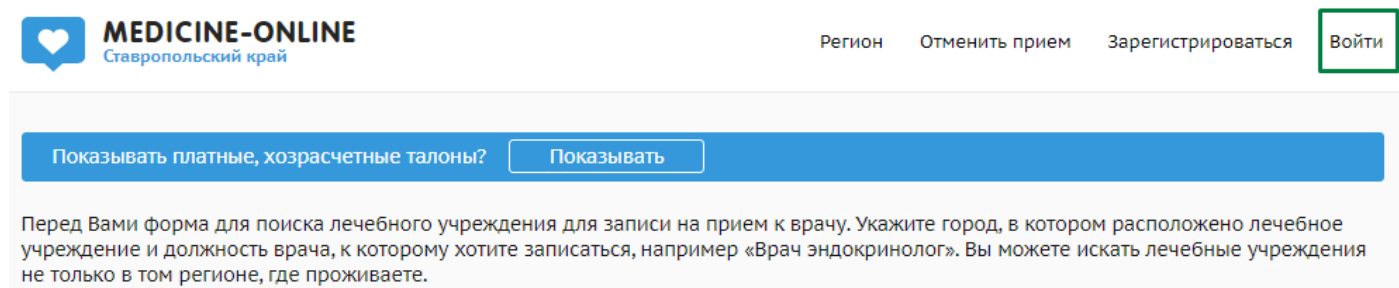 MEDICINE-ONLINE
Ставропольский край
Регион Отменить прием Зарегистрироваться Войти
Показывать платные, хозрасчетные талоны? Показывать
Перед Вами форма для поиска лечебного учреждения для записи на прием к врачу. Укажите город, в котором расположено лечебное
учреждение и должность врача, к которому хотите записаться, например «Врач эндокринолог». Вы можете искать лечебные учреждения
не только в том регионе, где проживаете.